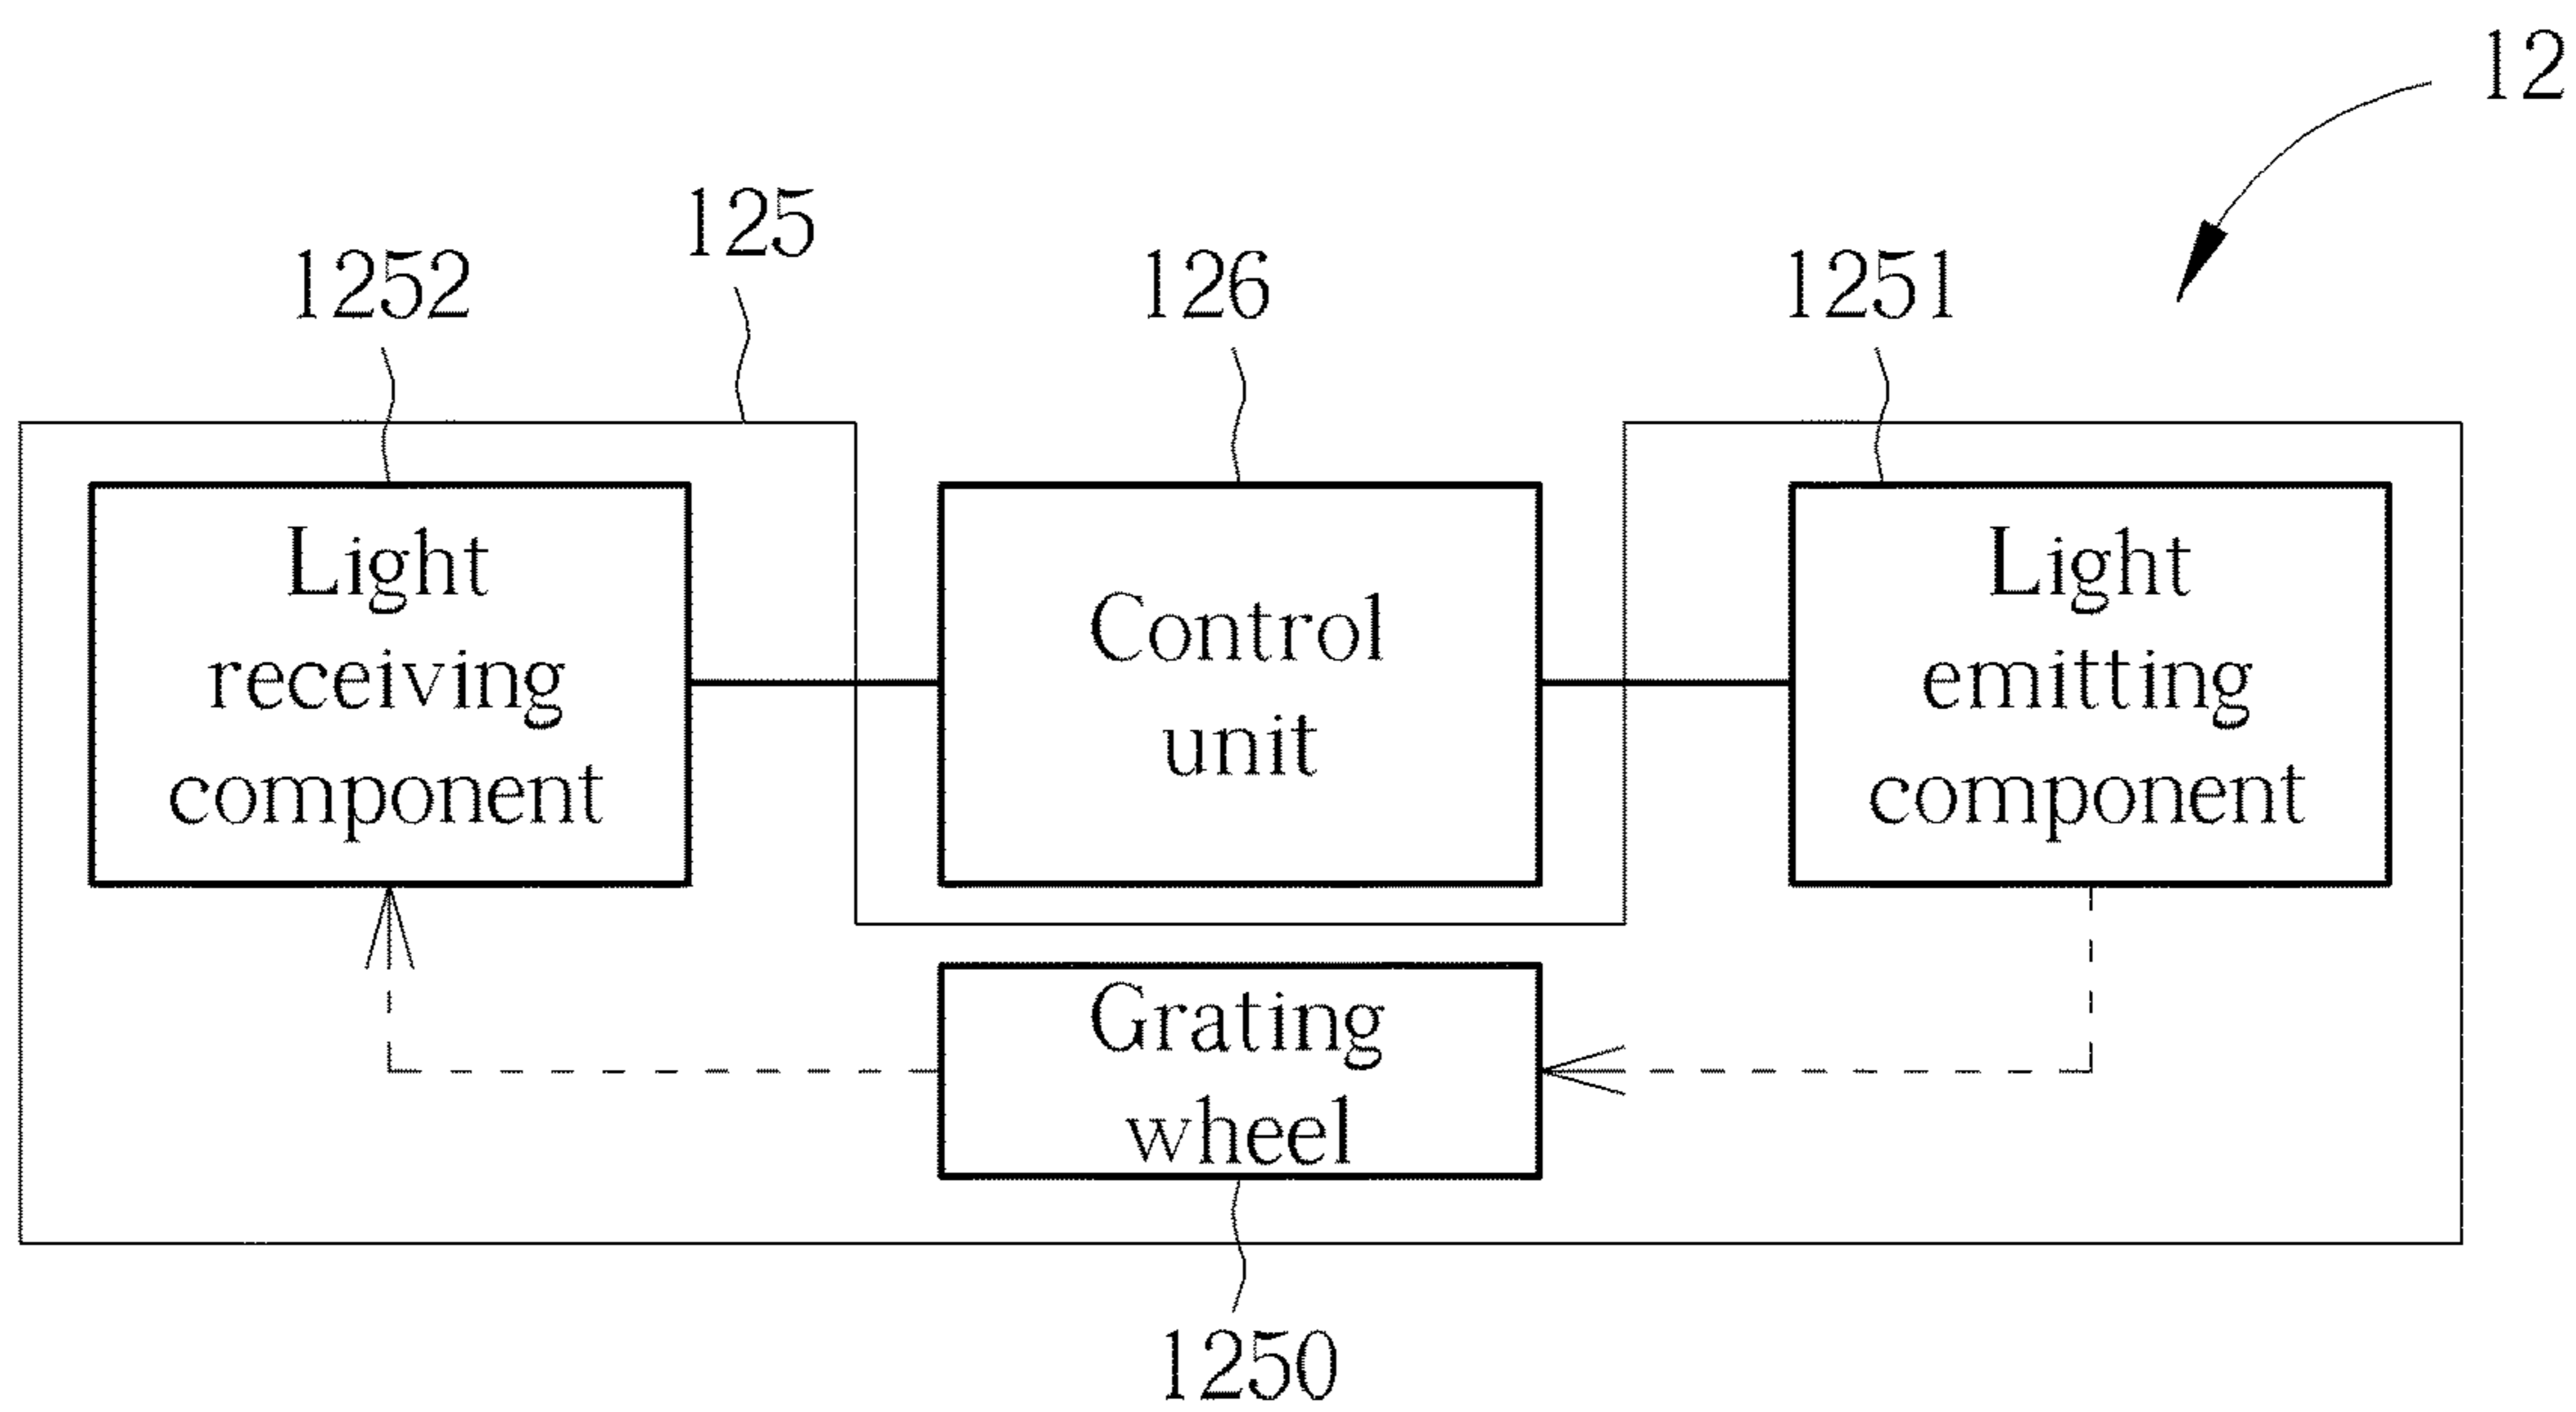 12
125
1252
126
1251
Light
receiving
component
Control
unit
Light
emitting
component
Grating
wheel
1250